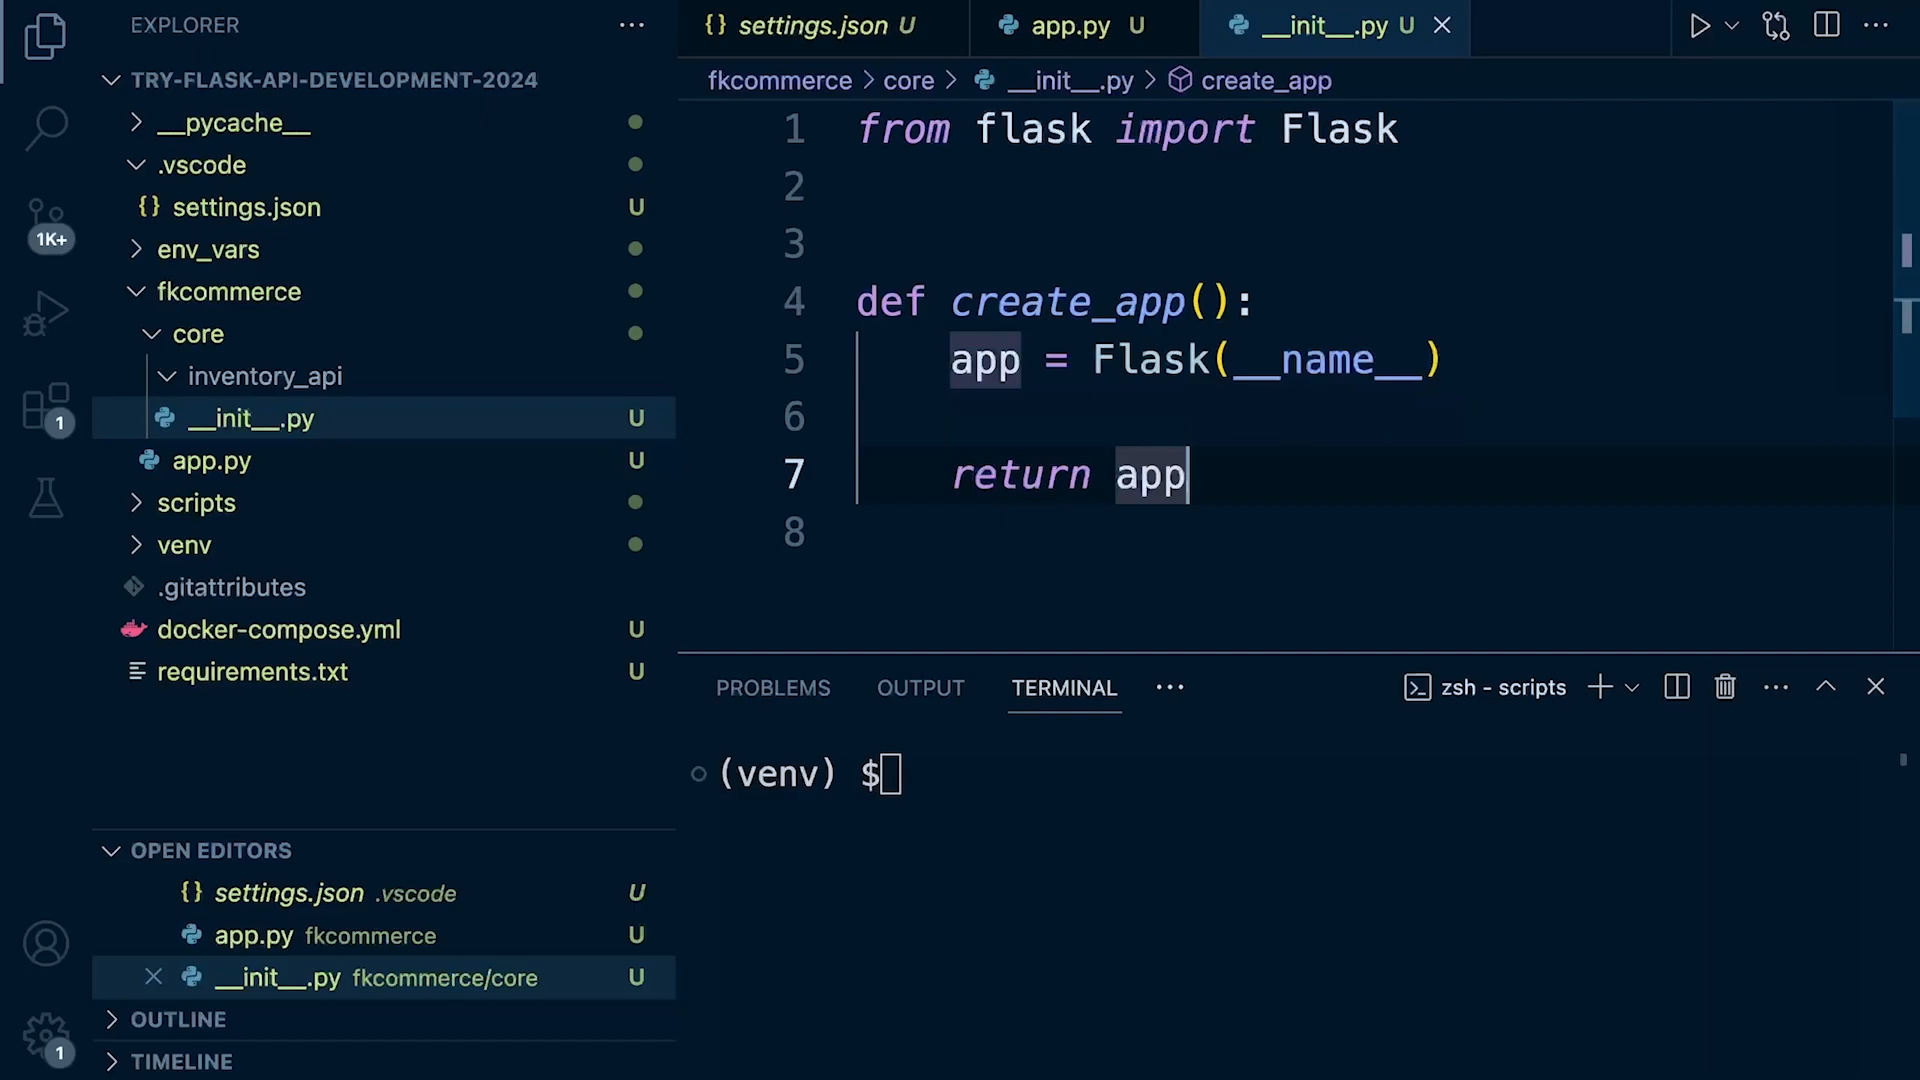 EXPLORER
TRY-FLASK-API-DEVELOPMENT-2024
__pycache__
.vscode
{} settings.json U
env_vars
fkcommerce
core
inventory_api
__init__.py U
app.py U
scripts
venv
.gitattributes
docker-compose.yml U
requirements.txt U
1K+
1
OPEN EDITORS
{} settings.json .vscode U
app.py fkcommerce U
__init__.py fkcommerce/core U
OUTLINE
TIMELINE
1
{} settings.json U
app.py U
__init__.py U
fkcommerce > core > __init__.py > create_app
1 from flask import Flask
2
3
4 def create_app():
5 app = Flask(__name__)
6
7 return app
8
PROBLEMS OUTPUT TERMINAL
zsh - scripts
(venv) $